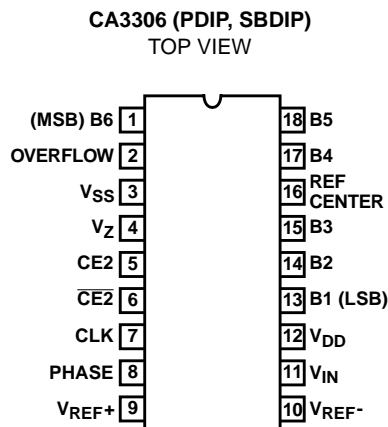 CA3306 (PDIP, SBDIP)
TOP VIEW
(MSB) B6 1
OVERFLOW 2
VSS 3
VZ 4
CE2 5
C̅E̅2̅ 6
CLK 7
PHASE 8
VREF+ 9
18 B5
17 B4
16 REF
CENTER
15 B3
14 B2
13 B1 (LSB)
12 VDD
11 VIN
10 VREF-